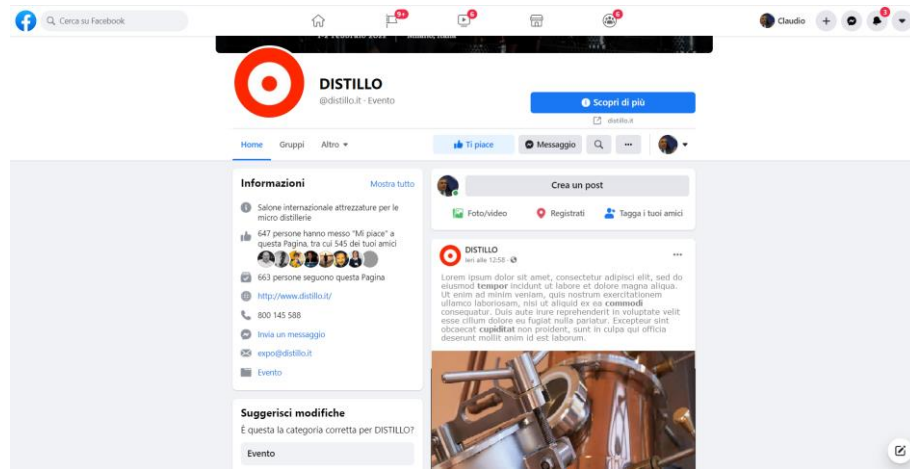 Cerca su Facebook
9+
6
6
Claudio
3
1-2 Febbraio 2022 Milano, Italia
DISTILLO
@distillo.it · Evento
Scopri di più
distillo.it
Home Gruppi Altro
Ti piace
Messaggio
Informazioni
Mostra tutto
Salone internazionale attrezzature per le
micro distillerie
647 persone hanno messo "Mi piace" a
questa Pagina, tra cui 545 dei tuoi amici
663 persone seguono questa Pagina
http://www.distillo.it/
800 145 588
Invia un messaggio
expo@distillo.it
Evento
Suggerisci modifiche
È questa la categoria corretta per DISTILLO?
Evento
Crea un post
Foto/video
Registrati
Tagga i tuoi amici
DISTILLO
ieri alle 12:58 ·
Lorem ipsum dolor sit amet, consectetur adipisci elit, sed do
eiusmod tempor incidunt ut labore et dolore magna aliqua.
Ut enim ad minim veniam, quis nostrum exercitationem
ullamco laboriosam, nisi ut aliquid ex ea commodi
consequatur. Duis aute irure reprehenderit in voluptate velit
esse cillum dolore eu fugiat nulla pariatur. Excepteur sint
obcaecat cupiditat non proident, sunt in culpa qui officia
deserunt mollit anim id est laborum.